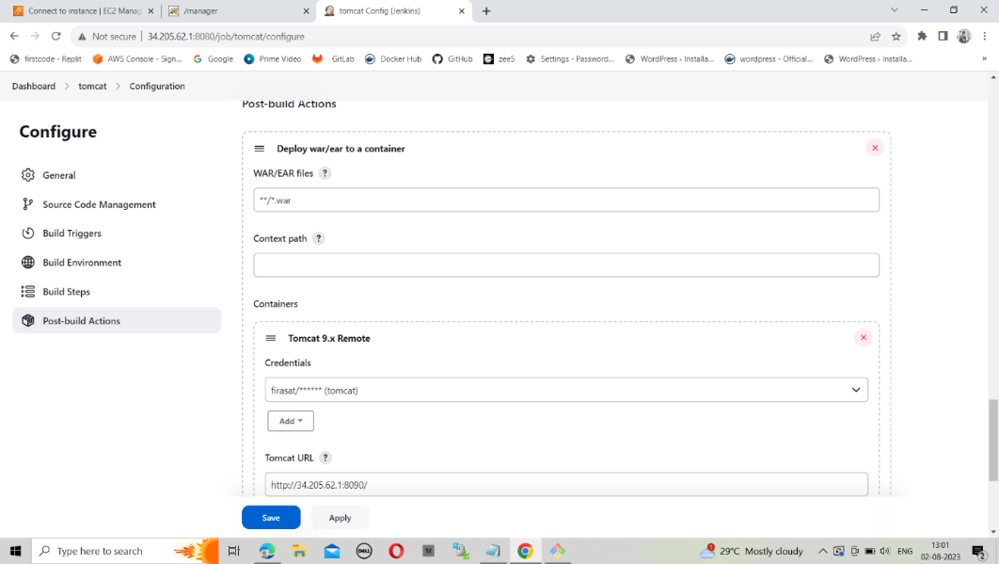 Connect to instance | EC2 Manag
/manager
tomcat Config [Jenkins]
Not secure | 34.205.62.1:8080/job/tomcat/configure
firstcode - Replit
AWS Console - Sign...
Google
Prime Video
GitLab
Docker Hub
GitHub
zee5
Settings - Password...
WordPress › Installa...
wordpress - Official...
WordPress › Installa...
»
Dashboard > tomcat > Configuration
Configure
General
Source Code Management
Build Triggers
Build Environment
Build Steps
Post-build Actions
Post-build Actions
Deploy war/ear to a container
WAR/EAR files ?
**/*.war
Context path ?
Containers
Tomcat 9.x Remote
Credentials
firasat/****** (tomcat)
Add
Tomcat URL ?
http://34.205.62.1:8090/
Save
Apply
Type here to search
DELL
M
29°C Mostly cloudy
ENG
13:01
02-08-2023
2